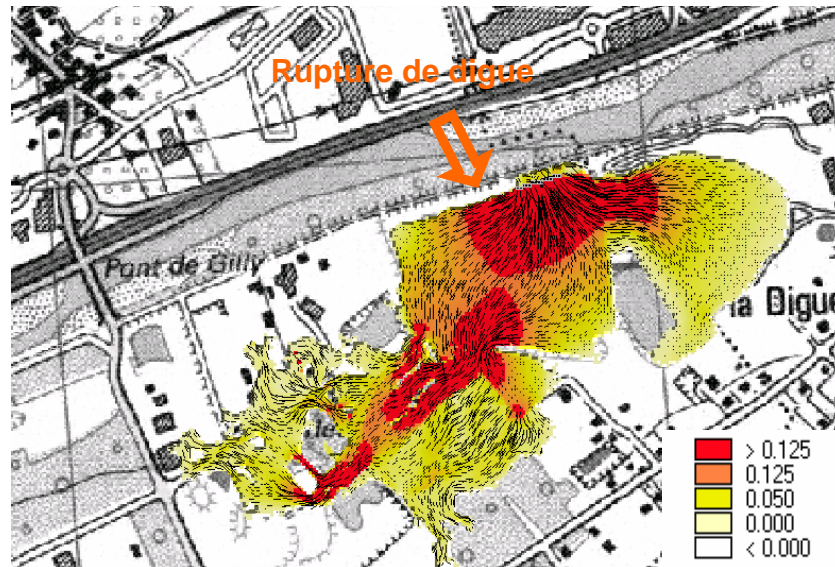 Rupture de digue
Pont de Gilly
la Digue
> 0.125
0.125
0.050
0.000
< 0.000